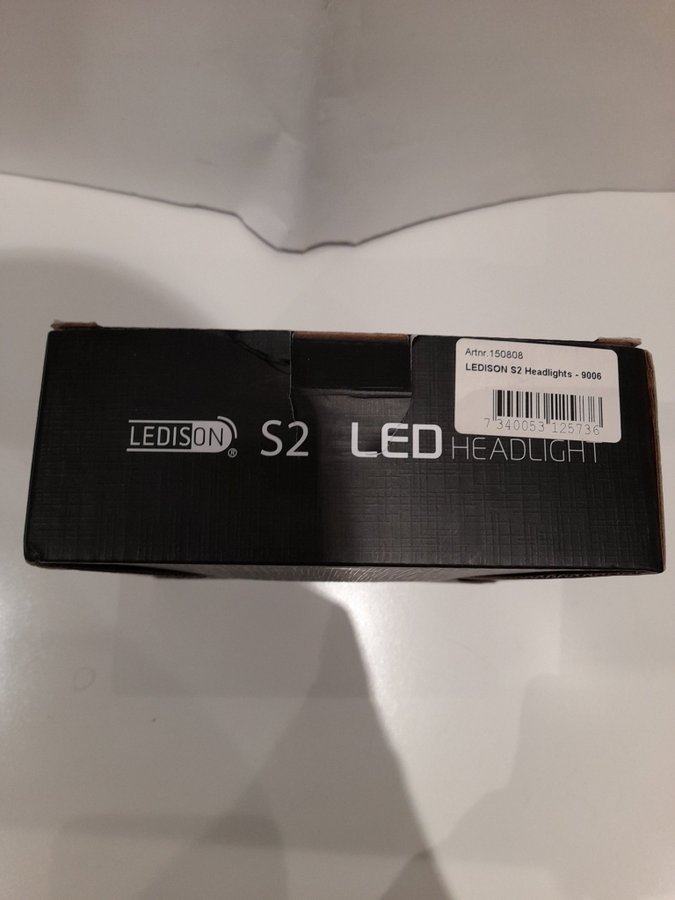 Artnr.150808
LEDISON S2 Headlights - 9006
7 340053 125736
LEDISON® S2 LED HEADLIGHT